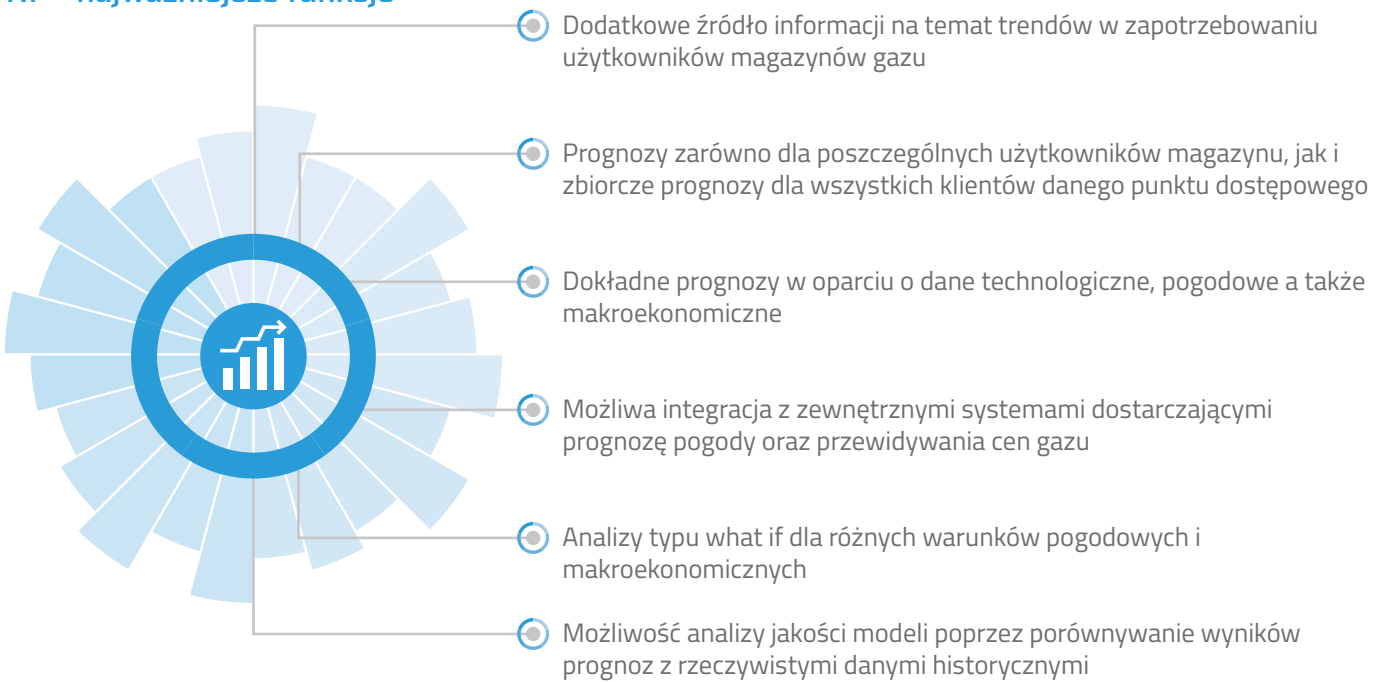 najważniejsze funkcje
Dodatkowe źródło informacji na temat trendów w zapotrzebowaniu
użytkowników magazynów gazu
Prognozy zarówno dla poszczególnych użytkowników magazynu, jak i
zbiorcze prognozy dla wszystkich klientów danego punktu dostępowego
Dokładne prognozy w oparciu o dane technologiczne, pogodowe a także
makroekonomiczne
Możliwa integracja z zewnętrznymi systemami dostarczającymi
prognozę pogody oraz przewidywania cen gazu
Analizy typu what if dla różnych warunków pogodowych i
makroekonomicznych
Możliwość analizy jakości modeli poprzez porównywanie wyników
prognoz z rzeczywistymi danymi historycznymi